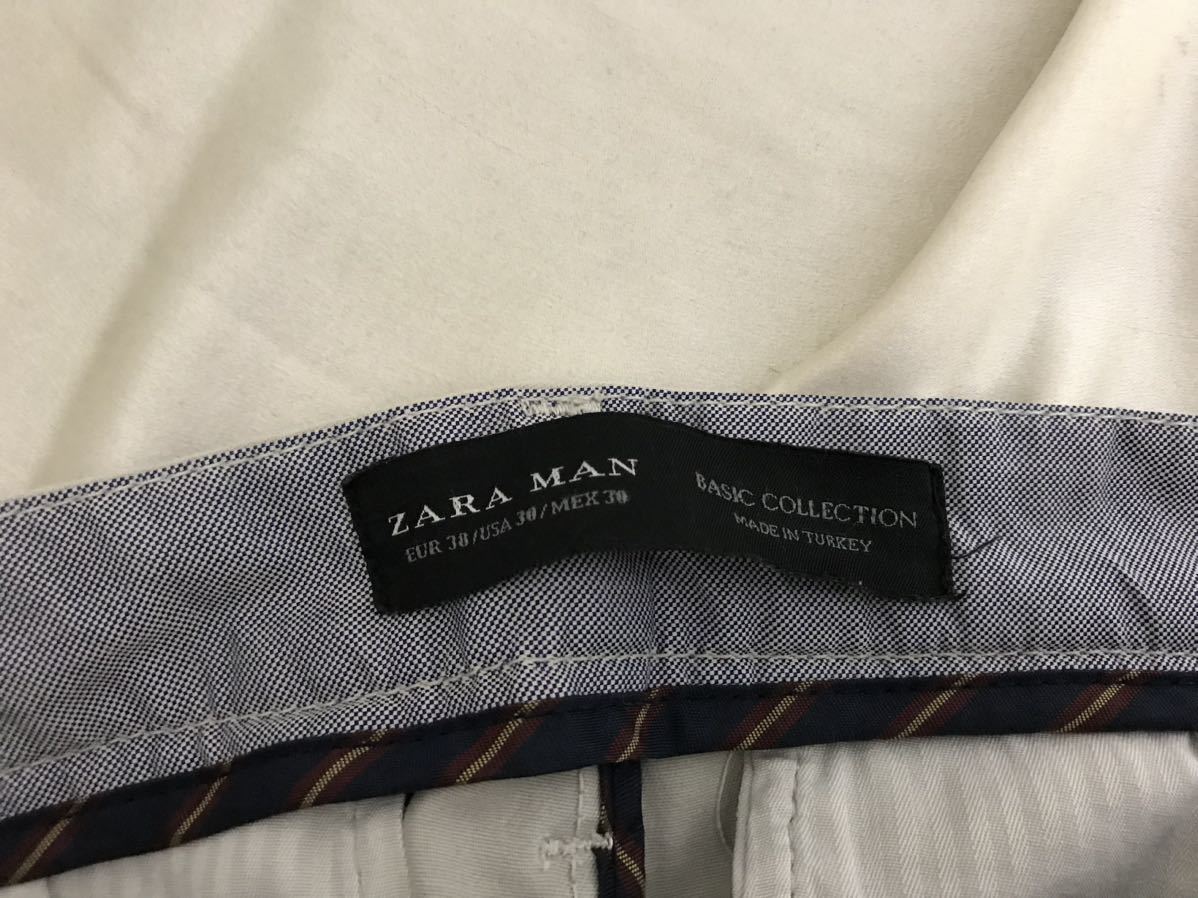 ZARA MAN
EUR 38/USA 30/MEX 30
BASIC COLLECTION
MADE IN TURKEY